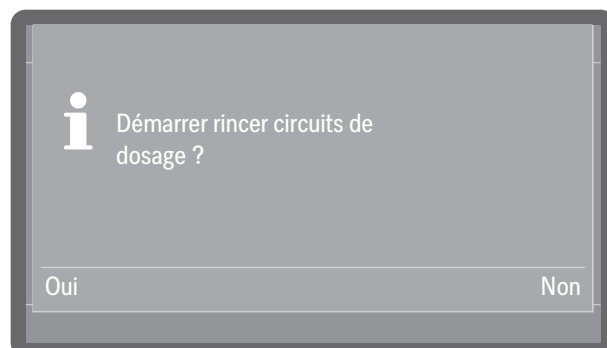 Démarrer rincer circuits de
dosage ?
Oui
Non